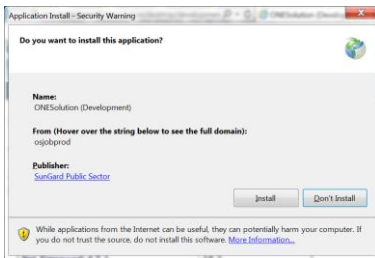 Application Install - Security Warning
Do you want to install this application?
Name:
ONESolution (Development)
From (Hover over the string below to see the full domain):
osjobprod
Publisher:
SunGard Public Sector
Install
Don't Install
While applications from the Internet can be useful, they can potentially harm your computer. If
you do not trust the source, do not install this software. More Information...